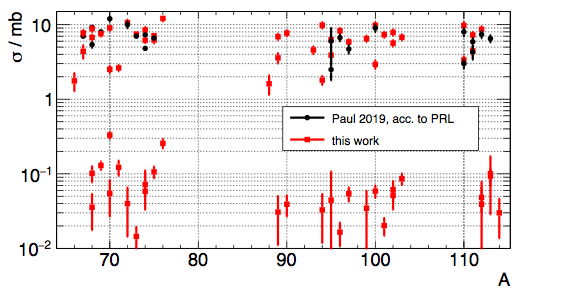 σ / mb
10
1
10⁻¹
10⁻²
Paul 2019, acc. to PRL
this work
70 80 90 100 110
A